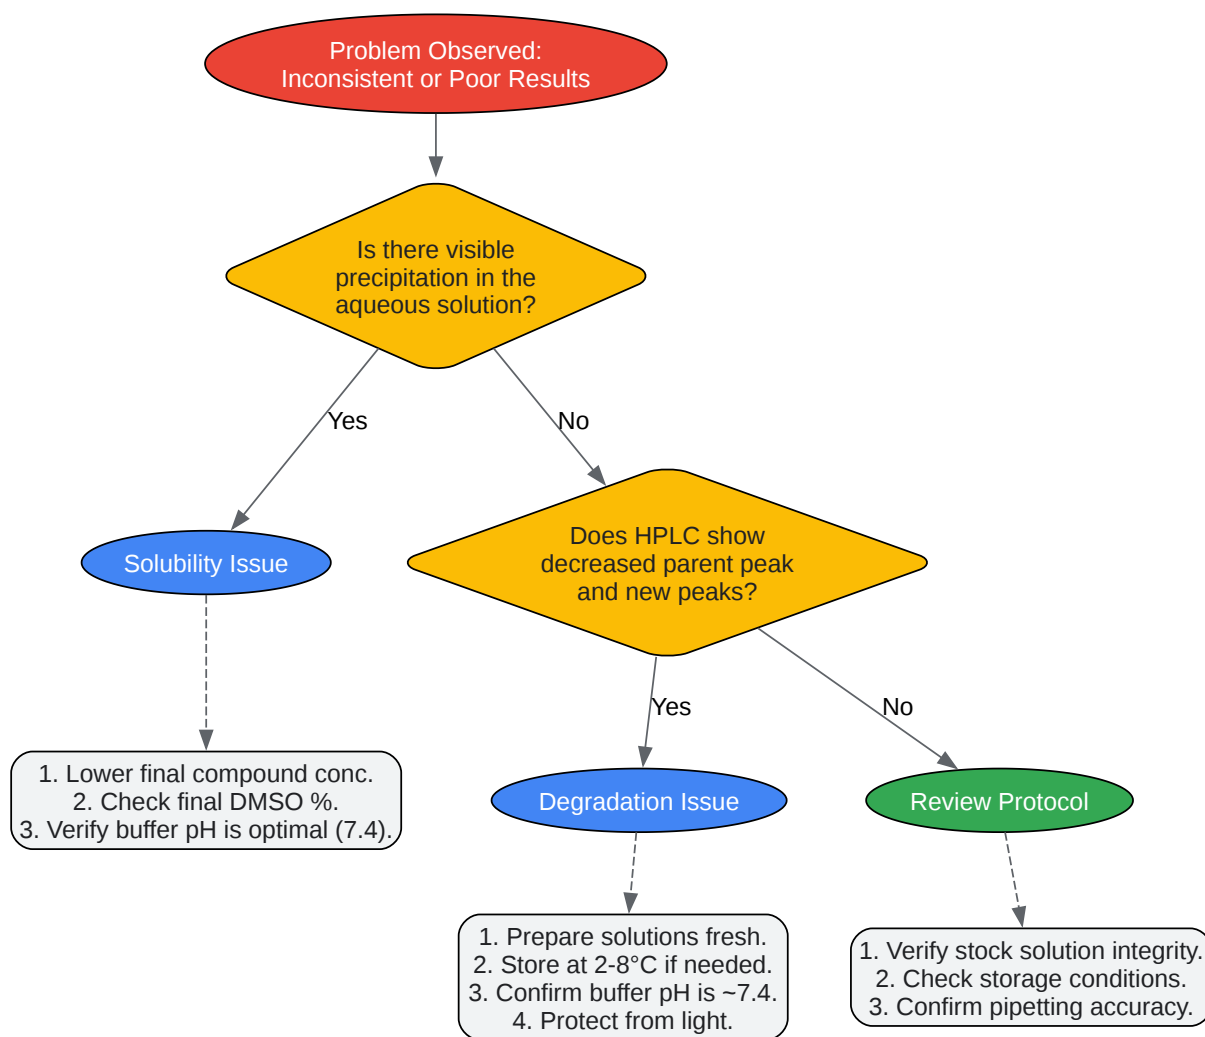 Problem Observed:
Inconsistent or Poor Results
Is there visible
precipitation in the
aqueous solution?
Yes
No
Solubility Issue
Does HPLC show
decreased parent peak
and new peaks?
Yes
No
1. Lower final compound conc.
2. Check final DMSO %.
3. Verify buffer pH is optimal (7.4).
Degradation Issue
Review Protocol
1. Prepare solutions fresh.
2. Store at 2-8°C if needed.
3. Confirm buffer pH is ~7.4.
4. Protect from light.
1. Verify stock solution integrity.
2. Check storage conditions.
3. Confirm pipetting accuracy.